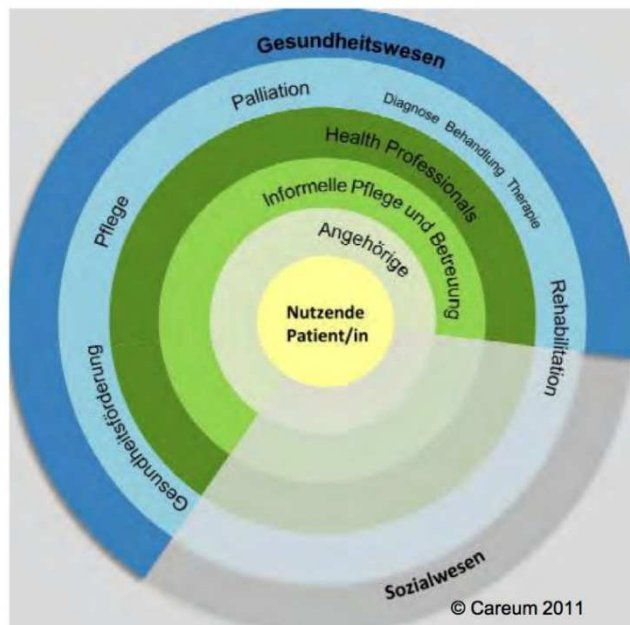 Gesundheitswesen
Palliation
Diagnose Behandlung Therapie
Health Professionals
Informelle Pflege und Betreuung
Pflege
Angehörige
Nutzende
Patient/in
Rehabilitation
Gesundheitsförderung
Sozialwesen
© Careum 2011